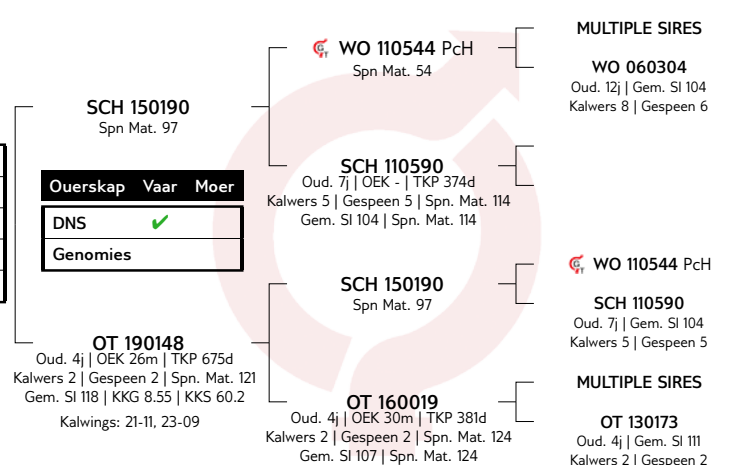 MULTIPLE SIRES
WO 110544 PcH
Spn Mat. 54
WO 060304
Oud. 12j | Gem. SI 104
Kalwers 8 | Gespeen 6
SCH 150190
Spn Mat. 97
SCH 110590
Oud. 7j | OEK - | TKP 374d
Kalwers 5 | Gespeen 5 | Spn. Mat. 114
Gem. SI 104 | Spn. Mat. 114
Ouerskap Vaar Moer
DNS ✔
Genomies
SCH 150190
Spn Mat. 97
WO 110544 PcH
SCH 110590
Oud. 7j | Gem. SI 104
Kalwers 5 | Gespeen 5
OT 190148
Oud. 4j | OEK 26m | TKP 675d
Kalwers 2 | Gespeen 2 | Spn. Mat. 121
Gem. SI 118 | KKG 8.55 | KKS 60.2
Kalwings: 21-11, 23-09
MULTIPLE SIRES
OT 160019
Oud. 4j | OEK 30m | TKP 381d
Kalwers 2 | Gespeen 2 | Spn. Mat. 124
Gem. SI 107 | Spn. Mat. 124
OT 130173
Oud. 4j | Gem. SI 111
Kalwers 2 | Gespeen 2